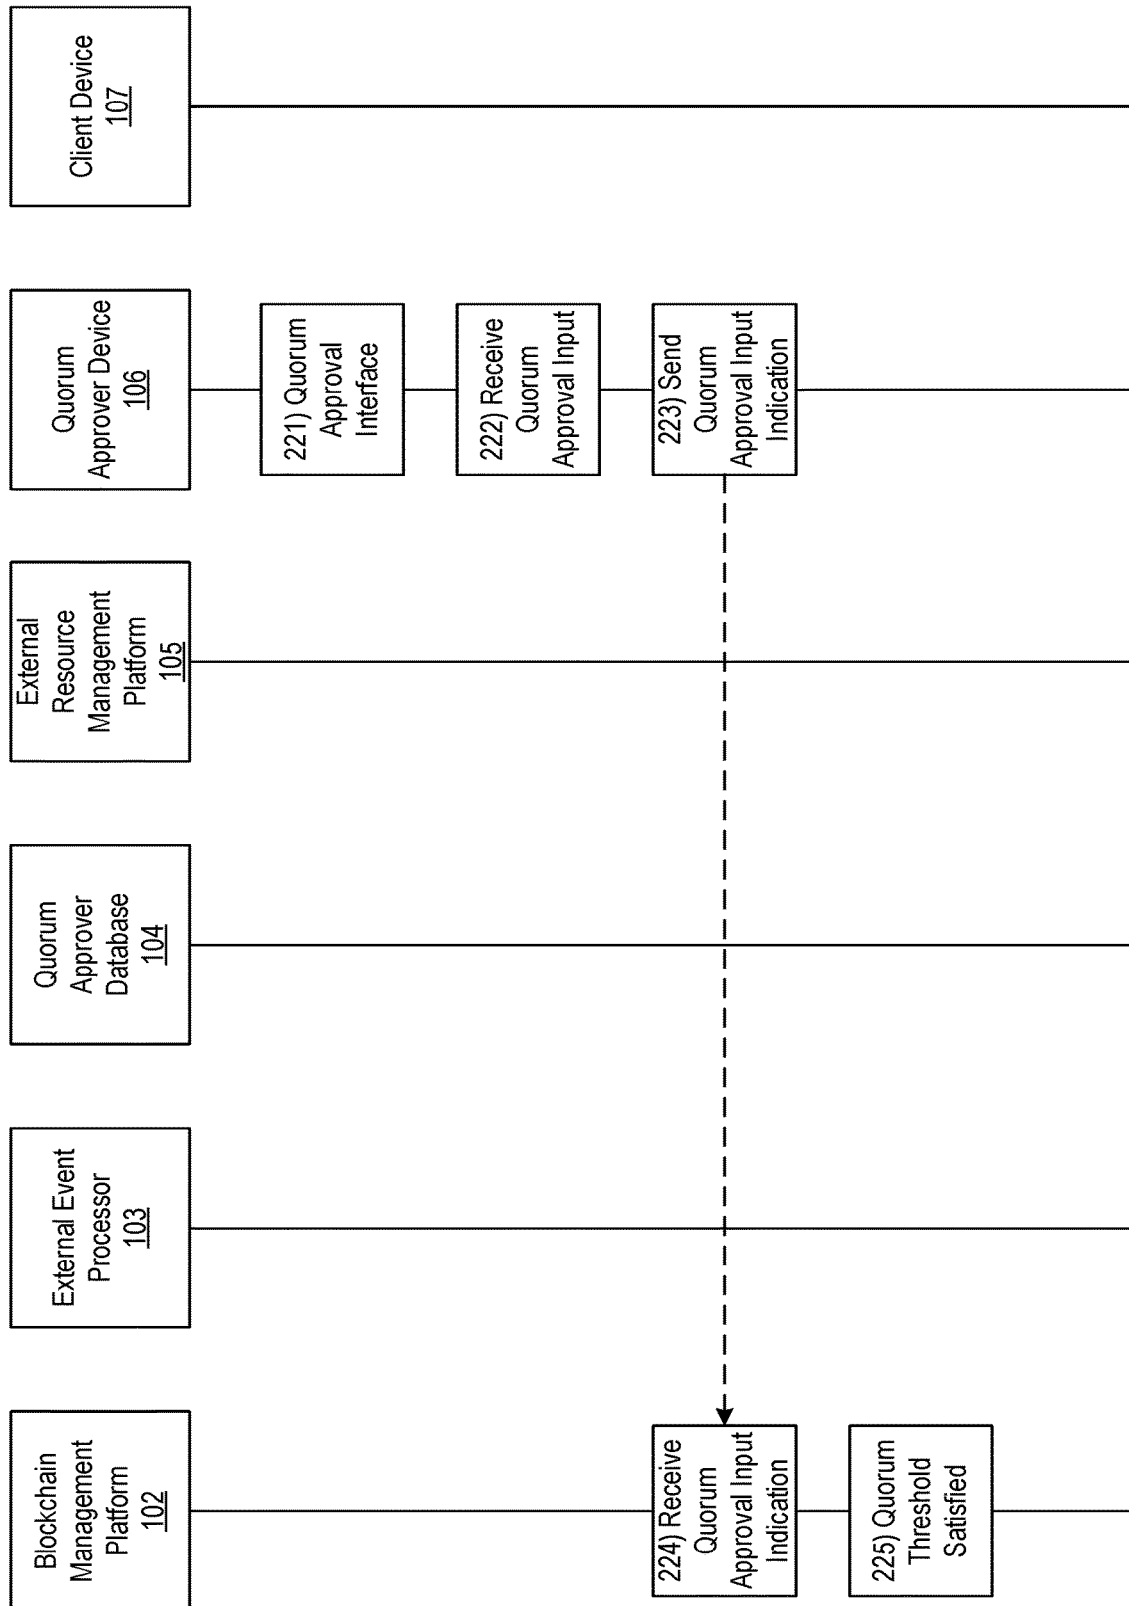 Blockchain
Management
Platform
102
External Event
Processor
103
Quorum
Approver
Database
104
External
Resource
Management
Platform
105
Quorum
Approver Device
106
Client Device
107
221) Quorum
Approval
Interface
222) Receive
Quorum
Approval Input
223) Send
Quorum
Approval Input
Indication
224) Receive
Quorum
Approval Input
Indication
225) Quorum
Threshold
Satisfied